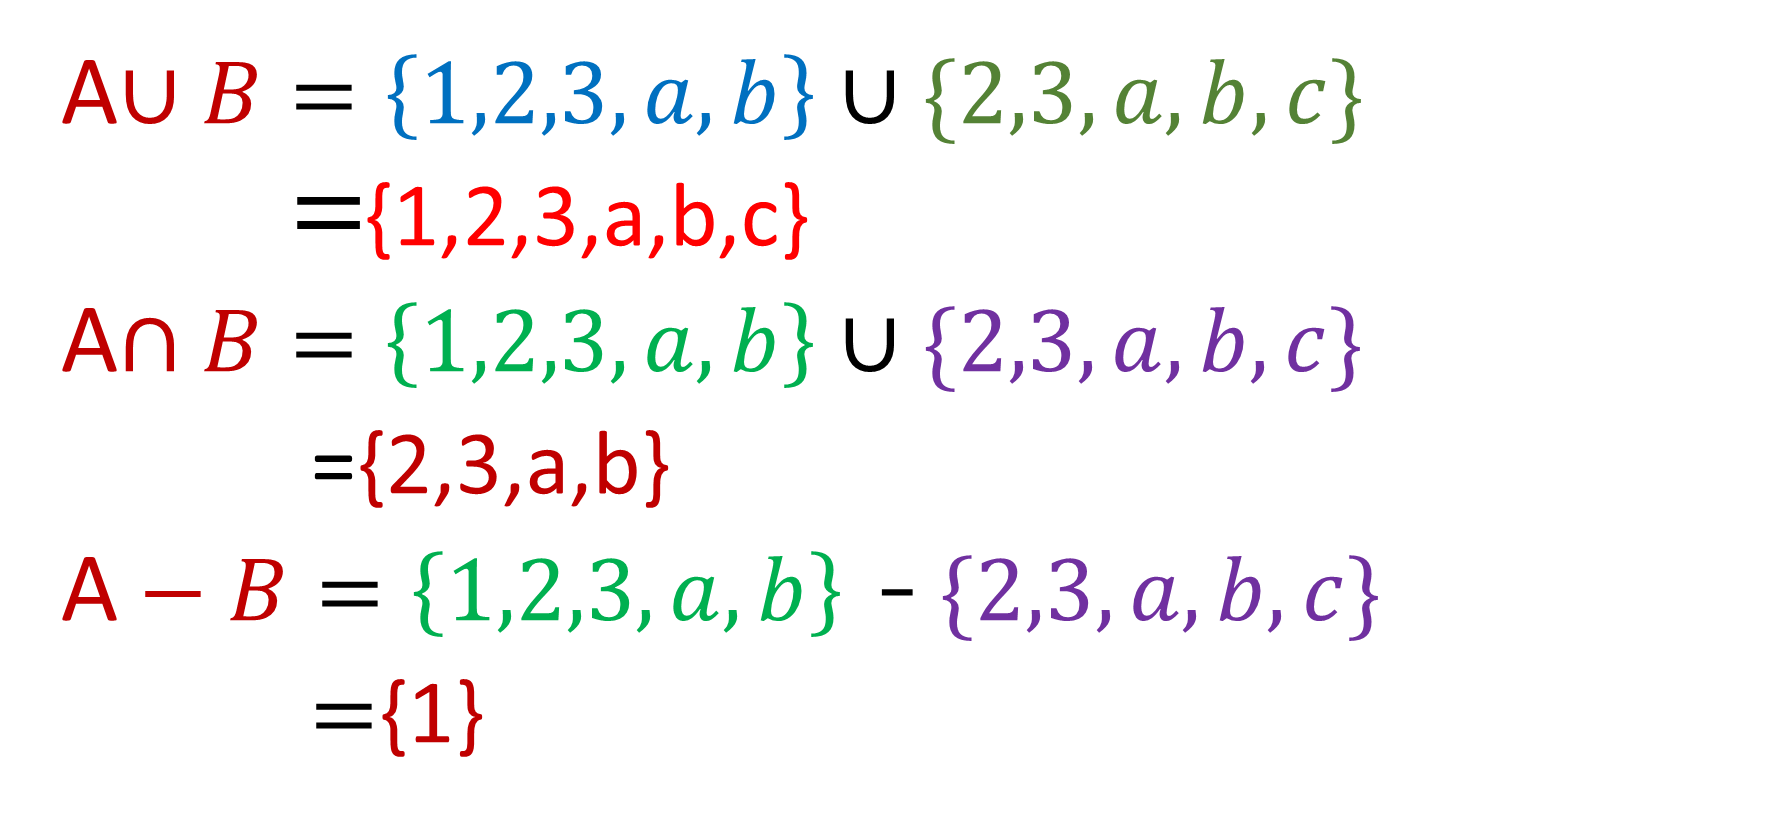 A∪ B = {1,2,3, a, b} ∪ {2,3, a, b, c}
={1,2,3,a,b,c}
A∩ B = {1,2,3, a, b} ∪ {2,3, a, b, c}
={2,3,a,b}
A − B = {1,2,3, a, b} - {2,3, a, b, c}
={1}